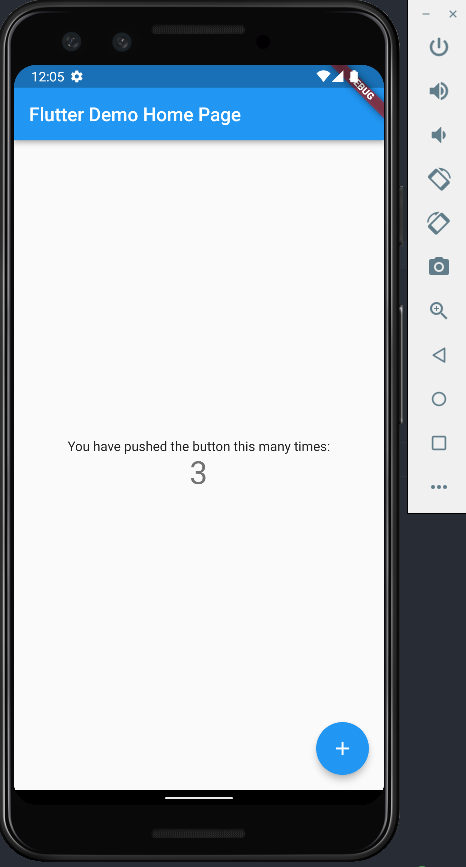 12:05
DEBUG
Flutter Demo Home Page
You have pushed the button this many times:
3